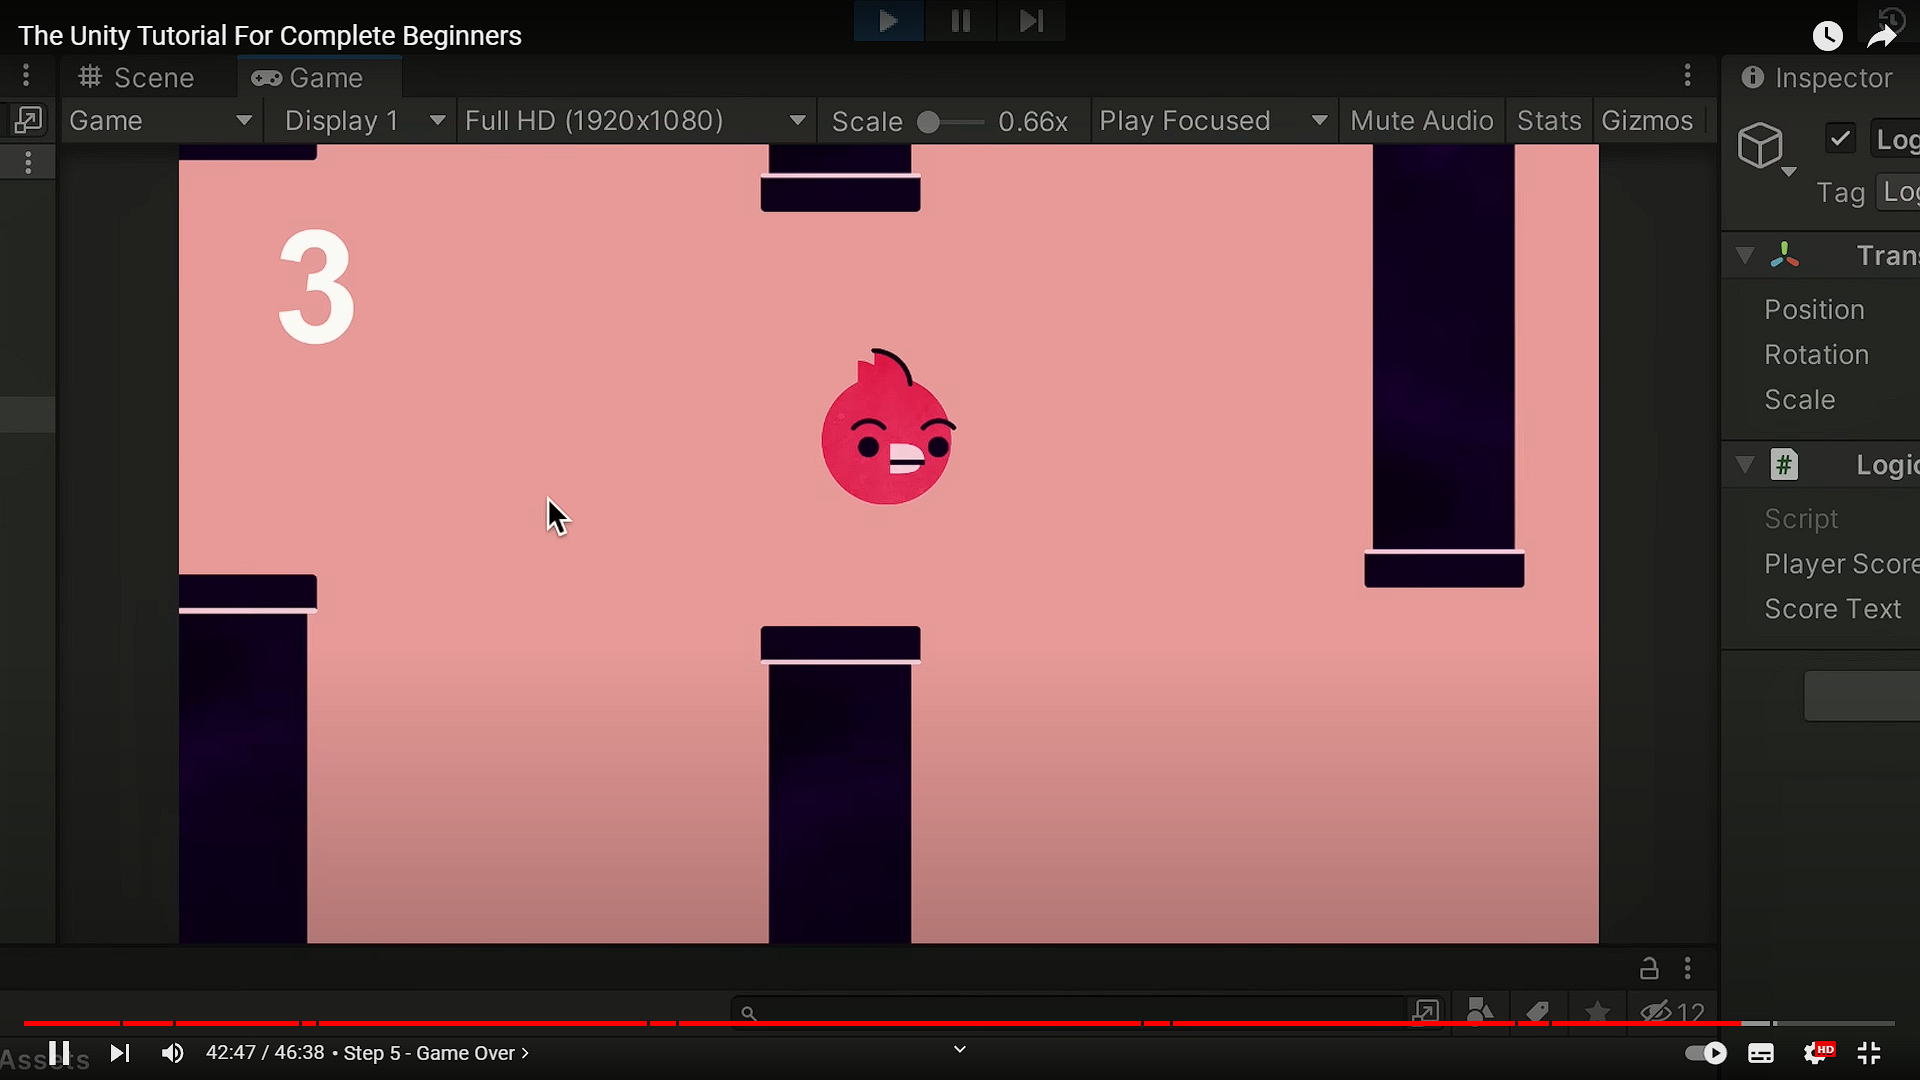 The Unity Tutorial For Complete Beginners
Scene
Game
Inspector
Game
Display 1
Full HD (1920x1080)
Scale
0.66x
Play Focused
Mute Audio
Stats
Gizmos
Log
Tag
Log
3
Trans
Position
Rotation
Scale
#
Logic
Script
Player Score
Score Text
12
Assets
42:47 / 46:38 • Step 5 - Game Over
HD